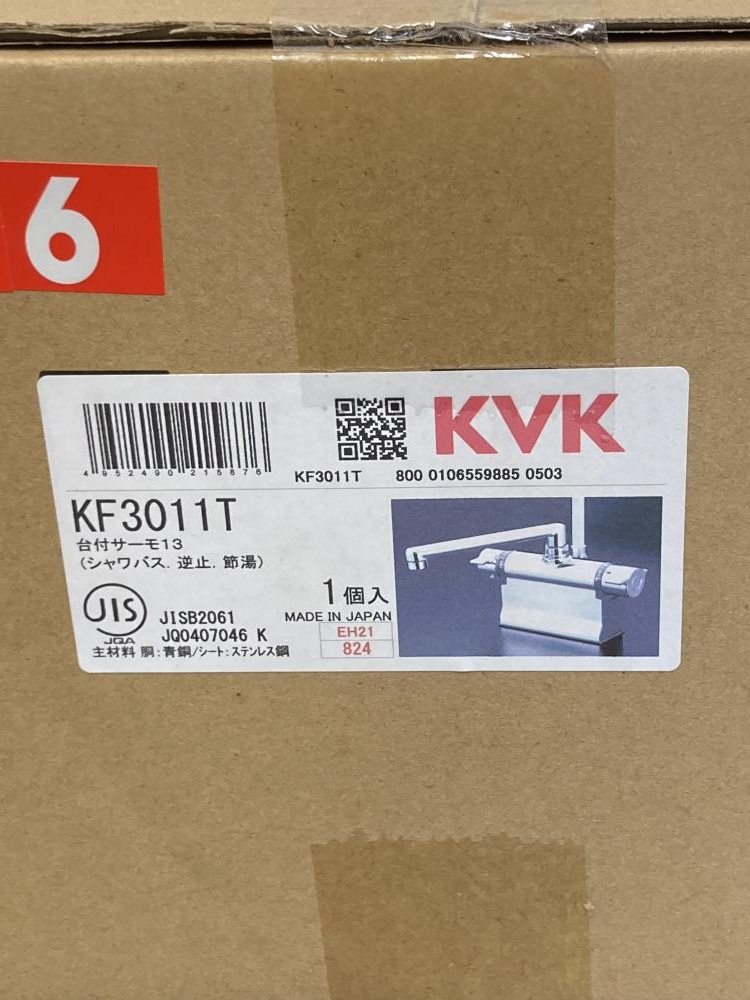 6
KVK
4952490215876
KF3011T 800 0106559885 0503
KF3011T
台付サーモ13
(シャワバス.逆止.節湯)
1個入
MADE IN JAPAN
JIS
JQA
JISB2061
JQ0407046 K
EH21
824
主材料 胴:青銅/シート:ステンレス鋼